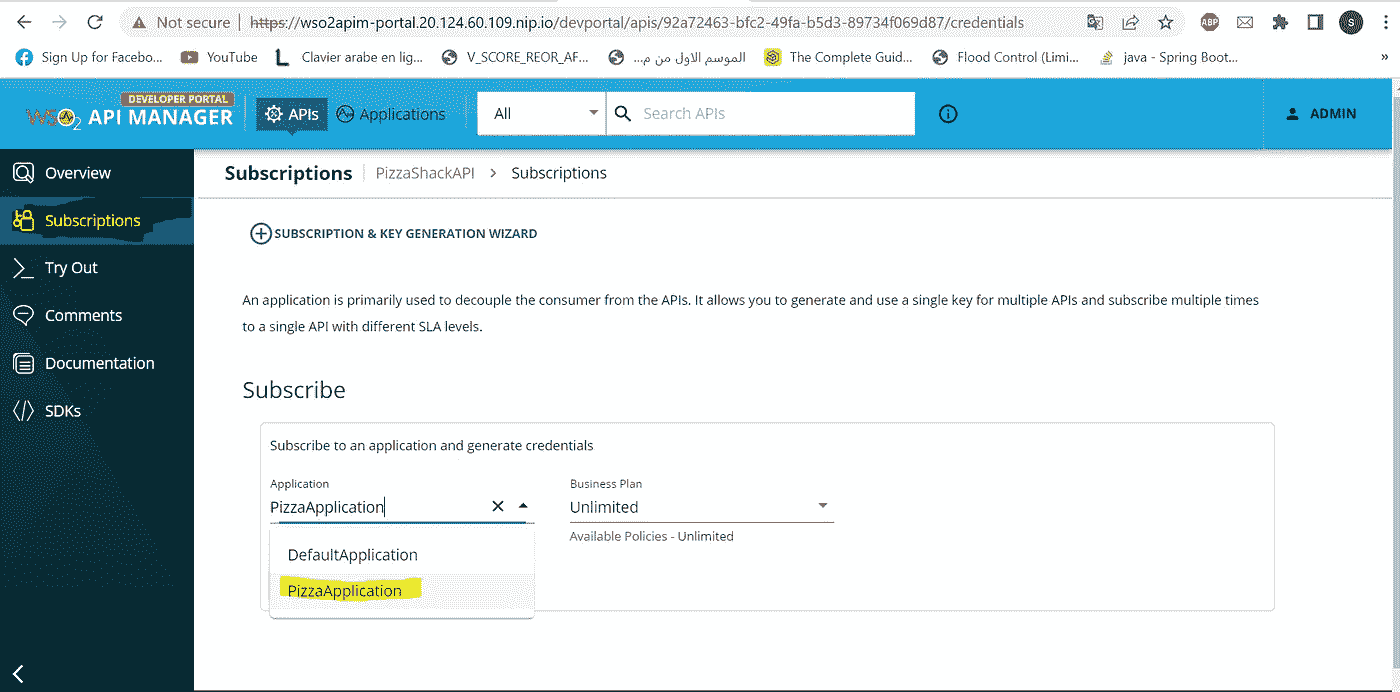 Not secure | https://wso2apim-portal.20.124.60.109.nip.io/devportal/apis/92a72463-bfc2-49fa-b5d3-89734f069d87/credentials
ABP
S
Sign Up for Facebo...
YouTube
Clavier arabe en lig...
V_SCORE_REOR_AF...
الموسم الاول من م...
The Complete Guid...
Flood Control (Limi...
java - Spring Boot...
»
DEVELOPER PORTAL
WSO2 API MANAGER
APIs
Applications
All
Search APIs
ADMIN
Overview
Subscriptions
Try Out
Comments
Documentation
SDKs
Subscriptions | PizzaShackAPI > Subscriptions
SUBSCRIPTION & KEY GENERATION WIZARD
An application is primarily used to decouple the consumer from the APIs. It allows you to generate and use a single key for multiple APIs and subscribe multiple times
to a single API with different SLA levels.
Subscribe
Subscribe to an application and generate credentials
Application
PizzaApplication
Business Plan
Unlimited
Available Policies - Unlimited
DefaultApplication
PizzaApplication